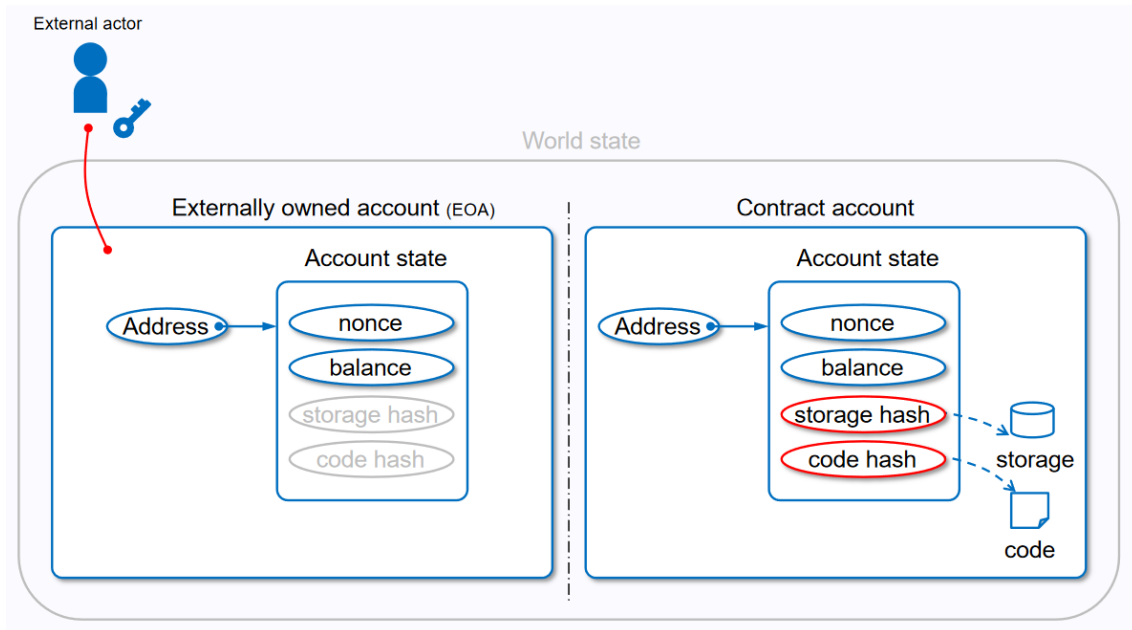 External actor
World state
Externally owned account (EOA)
Account state
Address
nonce
balance
storage hash
code hash
Contract account
Account state
Address
nonce
balance
storage hash
code hash
storage
code